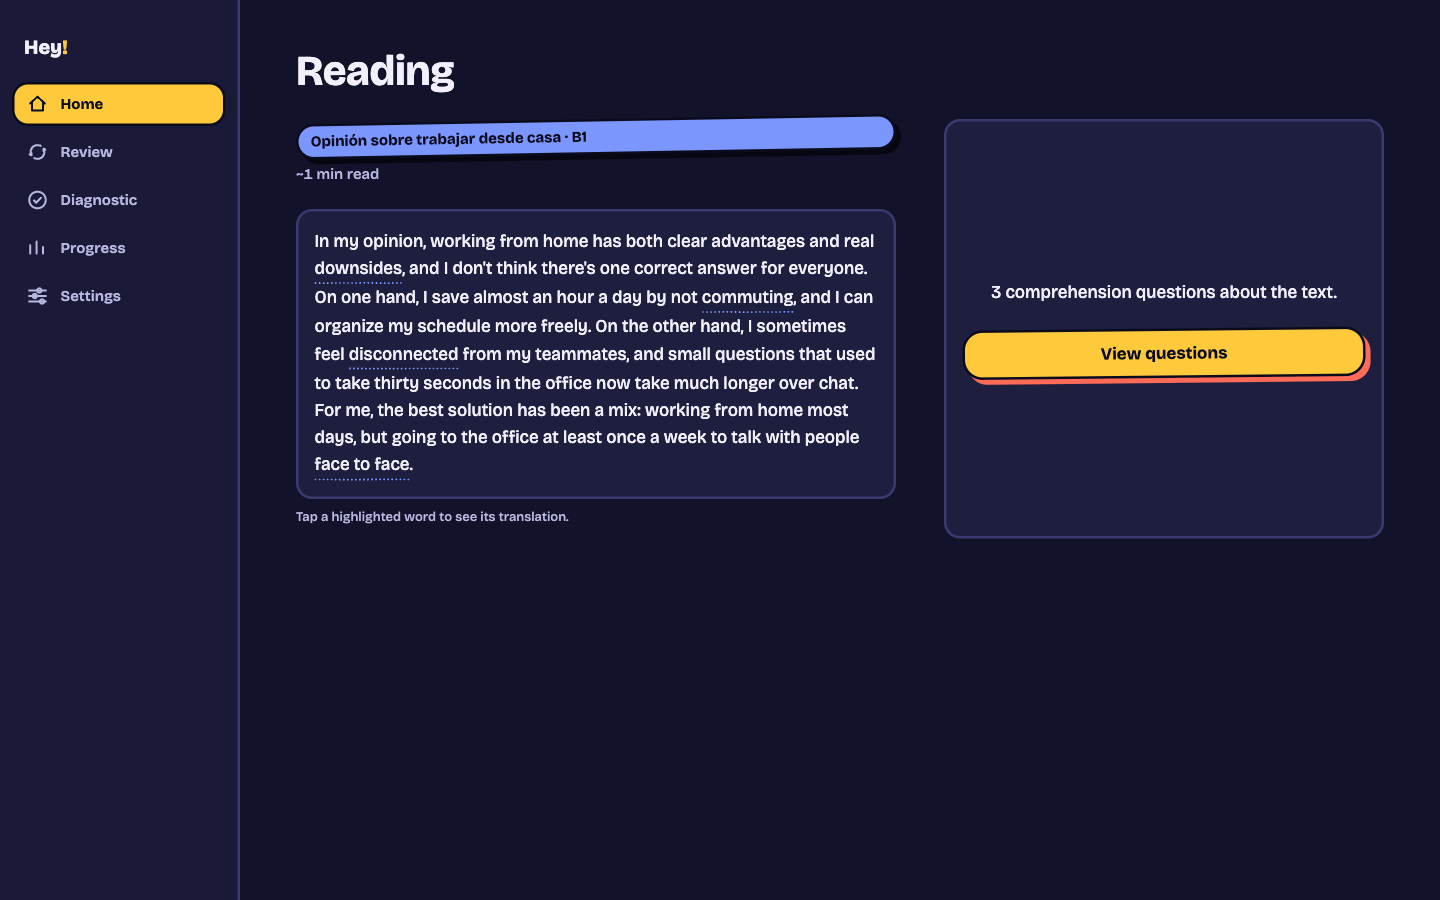 Hey!
Home
Review
Diagnostic
Progress
Settings
Reading
Opinión sobre trabajar desde casa · B1
~1 min read
In my opinion, working from home has both clear advantages and real
downsides, and I don't think there's one correct answer for everyone.
On one hand, I save almost an hour a day by not commuting, and I can
organize my schedule more freely. On the other hand, I sometimes
feel disconnected from my teammates, and small questions that used
to take thirty seconds in the office now take much longer over chat.
For me, the best solution has been a mix: working from home most
days, but going to the office at least once a week to talk with people
face to face.
Tap a highlighted word to see its translation.
3 comprehension questions about the text.
View questions